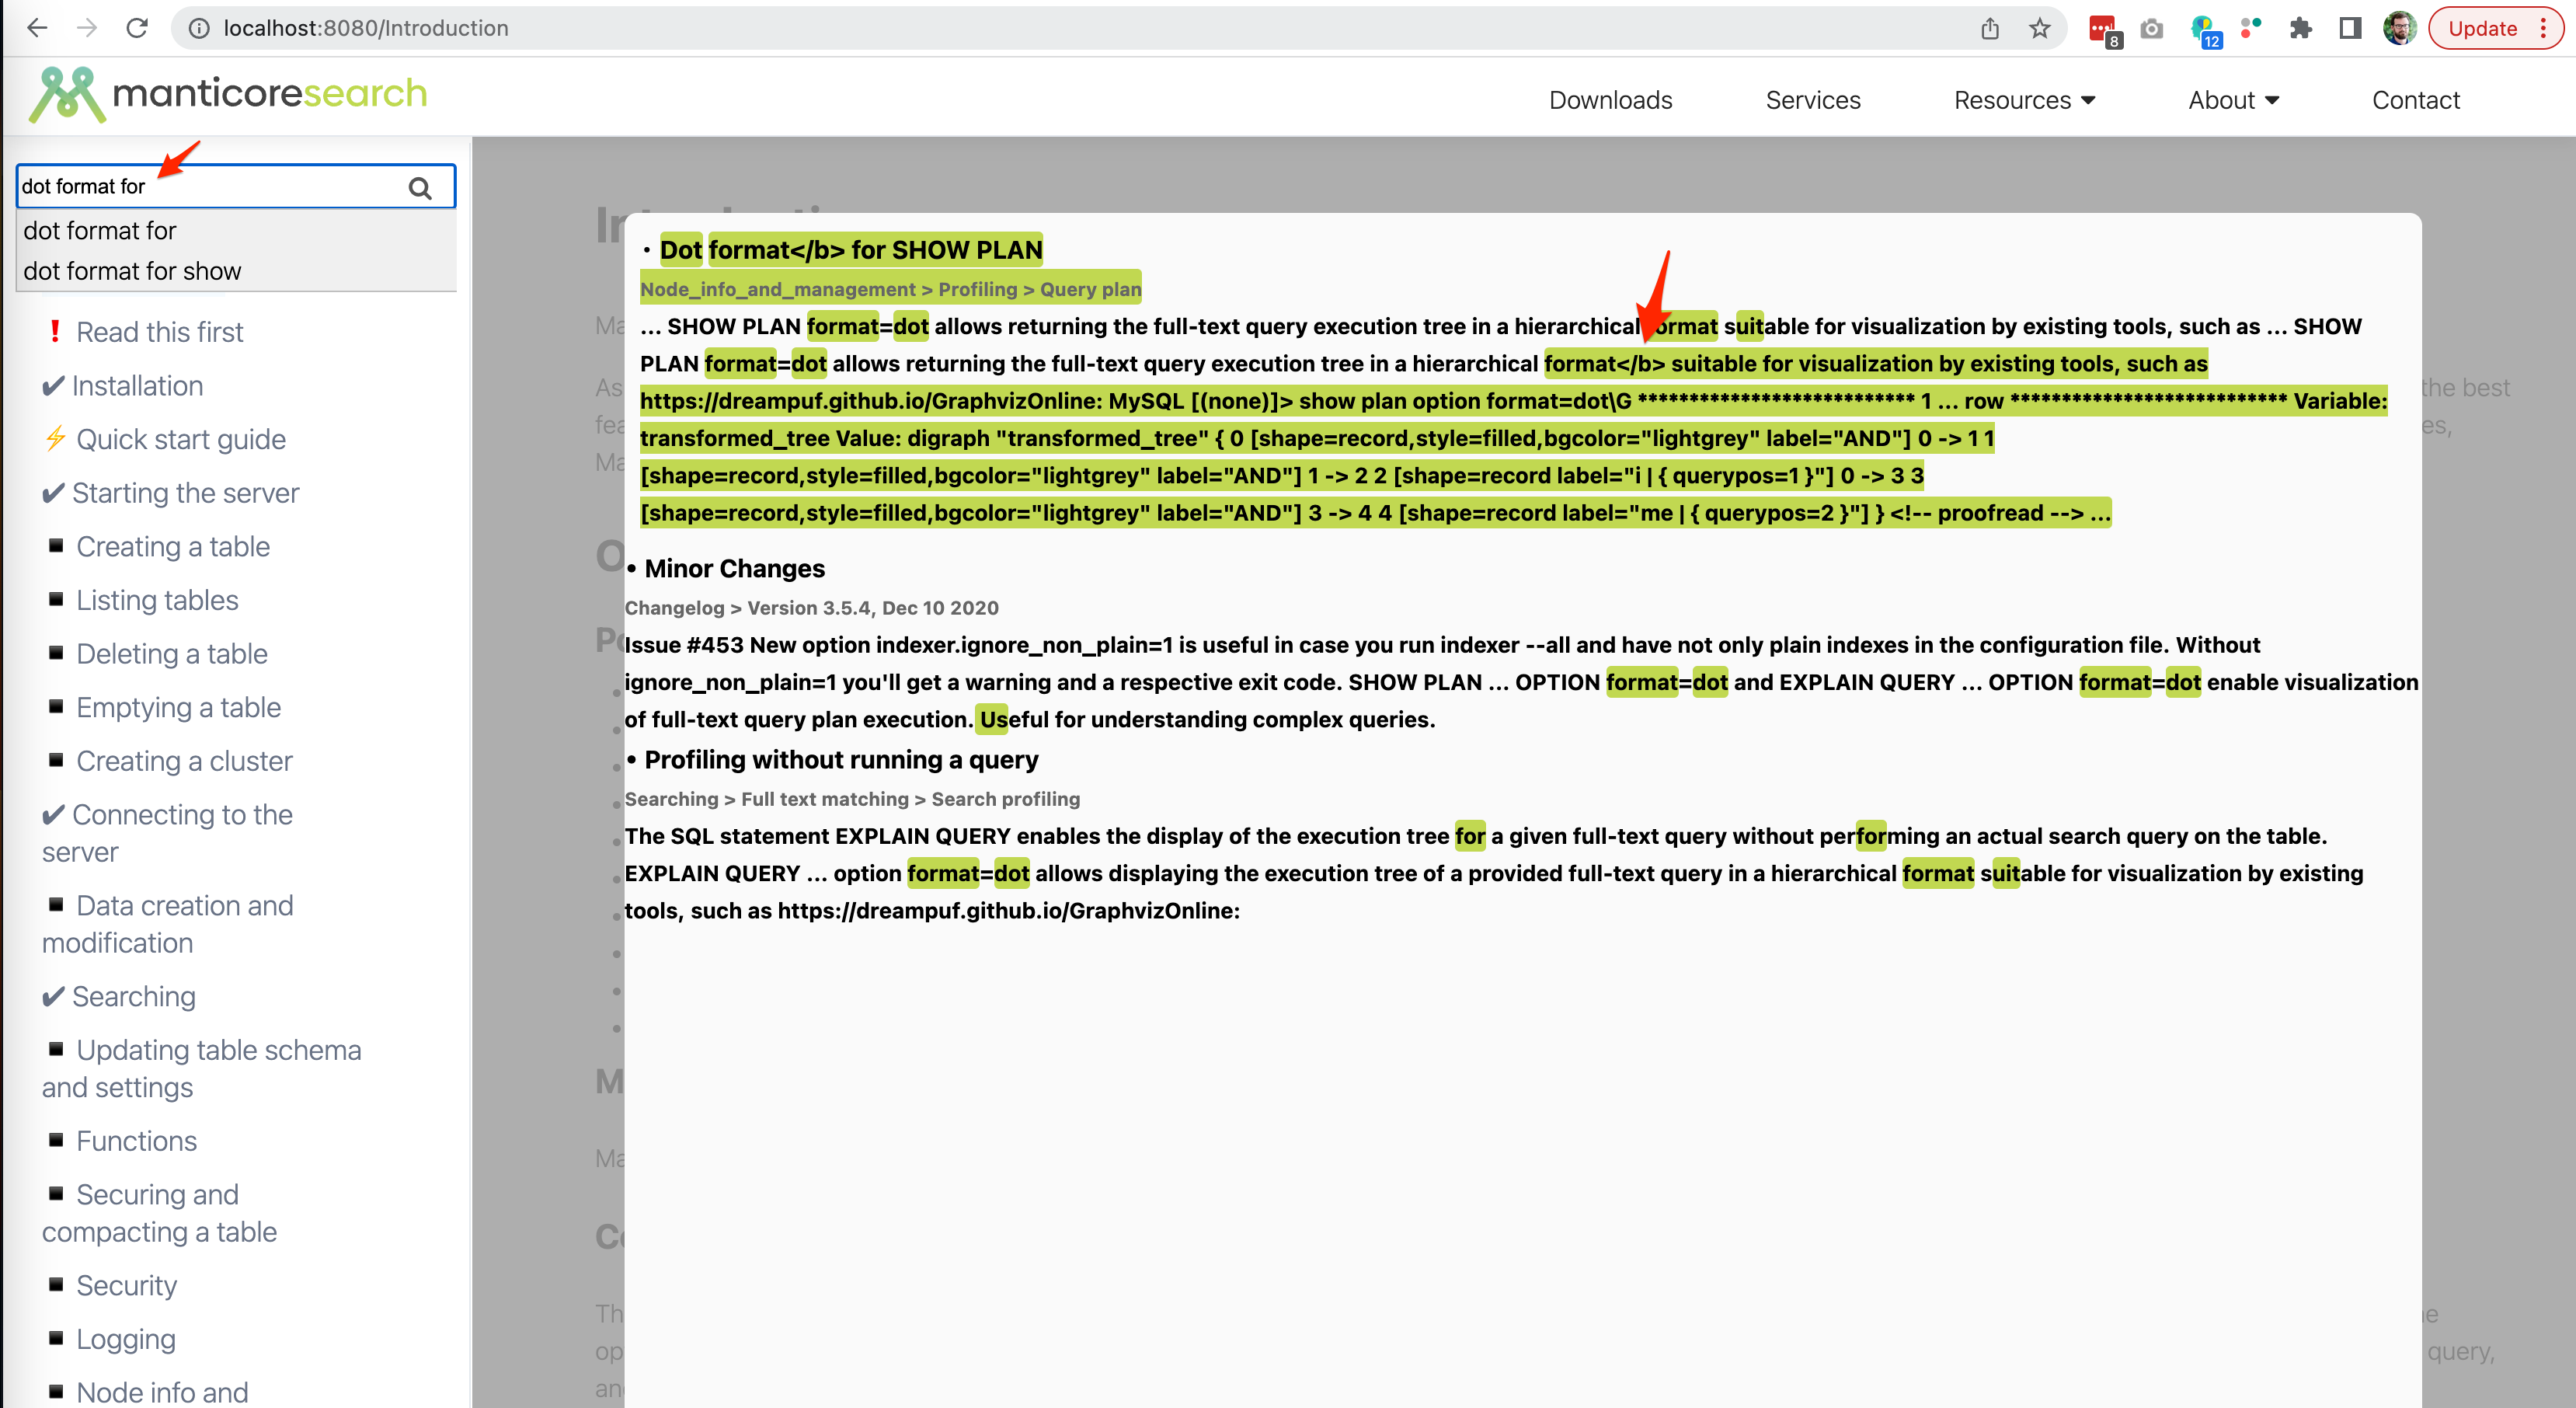 localhost:8080/Introduction
8
12
Update
manticoresearch
Downloads
Services
Resources
About
Contact
dot format for
dot format for
dot format for show
❗ Read this first
✔ Installation
⚡ Quick start guide
✔ Starting the server
▪ Creating a table
▪ Listing tables
▪ Deleting a table
▪ Emptying a table
▪ Creating a cluster
✔ Connecting to the
server
▪ Data creation and
modification
✔ Searching
▪ Updating table schema
and settings
▪ Functions
▪ Securing and
compacting a table
▪ Security
▪ Logging
▪ Node info and
• Dot format</b> for SHOW PLAN
Node_info_and_management > Profiling > Query plan
... SHOW PLAN format=dot allows returning the full-text query execution tree in a hierarchical format suitable for visualization by existing tools, such as ... SHOW
PLAN format=dot allows returning the full-text query execution tree in a hierarchical format</b> suitable for visualization by existing tools, such as
https://dreampuf.github.io/GraphvizOnline: MySQL [(none)]> show plan option format=dot\G *************************** 1 ... row *************************** Variable:
transformed_tree Value: digraph "transformed_tree" { 0 [shape=record,style=filled,bgcolor="lightgrey" label="AND"] 0 -> 1 1
[shape=record,style=filled,bgcolor="lightgrey" label="AND"] 1 -> 2 2 [shape=record label="i | { querypos=1 }"] 0 -> 3 3
[shape=record,style=filled,bgcolor="lightgrey" label="AND"] 3 -> 4 4 [shape=record label="me | { querypos=2 }"] } <!-- proofread --> ...
• Minor Changes
Changelog > Version 3.5.4, Dec 10 2020
Issue #453 New option indexer.ignore_non_plain=1 is useful in case you run indexer --all and have not only plain indexes in the configuration file. Without
ignore_non_plain=1 you'll get a warning and a respective exit code. SHOW PLAN ... OPTION format=dot and EXPLAIN QUERY ... OPTION format=dot enable visualization
of full-text query plan execution. Useful for understanding complex queries.
• Profiling without running a query
Searching > Full text matching > Search profiling
The SQL statement EXPLAIN QUERY enables the display of the execution tree for a given full-text query without performing an actual search query on the table.
EXPLAIN QUERY ... option format=dot allows displaying the execution tree of a provided full-text query in a hierarchical format suitable for visualization by existing
tools, such as https://dreampuf.github.io/GraphvizOnline:
the best
query,